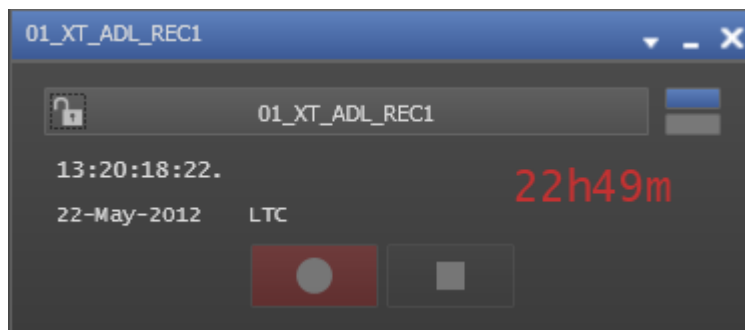 01_XT_ADL_REC1
01_XT_ADL_REC1
13:20:18:22.
22h49m
22-May-2012 LTC